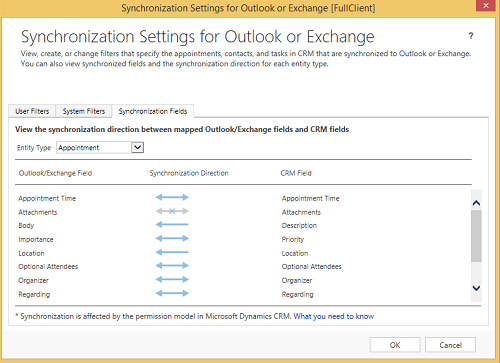 Synchronization Settings for Outlook or Exchange [FullClient]
Synchronization Settings for Outlook or Exchange
?
View, create, or change filters that specify the appointments, contacts, and tasks in CRM that are synchronized to Outlook or Exchange.
You can also view synchronized fields and the synchronization direction for each entity type.
User Filters System Filters Synchronization Fields
View the synchronization direction between mapped Outlook/Exchange fields and CRM fields
Entity Type Appointment
Outlook/Exchange Field Synchronization Direction CRM Field
Appointment Time Appointment Time
Attachments Attachments
Body Description
Importance Priority
Location Location
Optional Attendees Optional Attendees
Organizer Organizer
Regarding Regarding
* Synchronization is affected by the permission model in Microsoft Dynamics CRM. What you need to know
OK Cancel